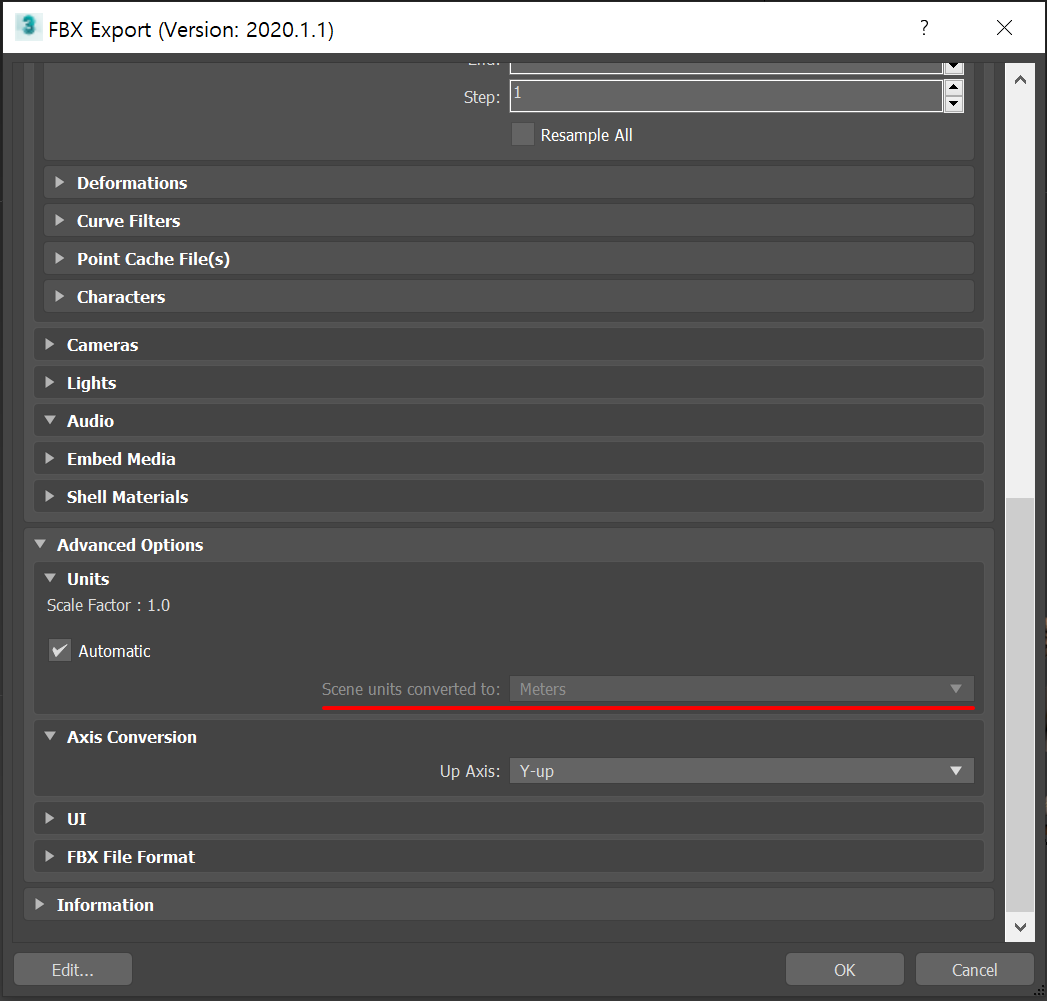 3 FBX Export (Version: 2020.1.1) ?
End:
Step: 1
Resample All
Deformations
Curve Filters
Point Cache File(s)
Characters
Cameras
Lights
Audio
Embed Media
Shell Materials
Advanced Options
Units
Scale Factor : 1.0
Automatic
Scene units converted to: Meters
Axis Conversion
Up Axis: Y-up
UI
FBX File Format
Information
Edit... OK Cancel